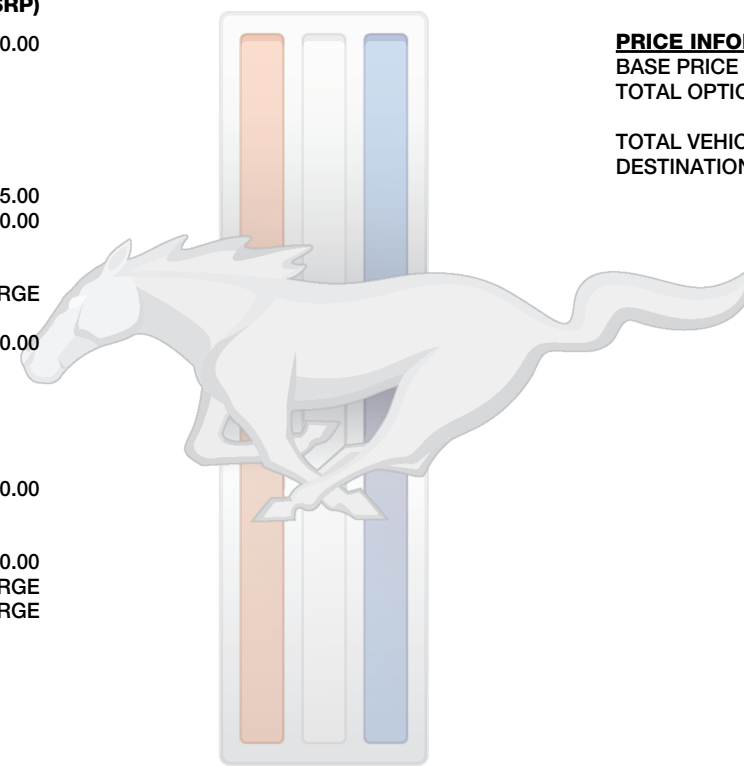 SRP)
0.00
5.00
0.00
RGE
0.00
0.00
0.00
RGE
RGE
PRICE INFO
BASE PRICE
TOTAL OPTIO
TOTAL VEHIC
DESTINATION